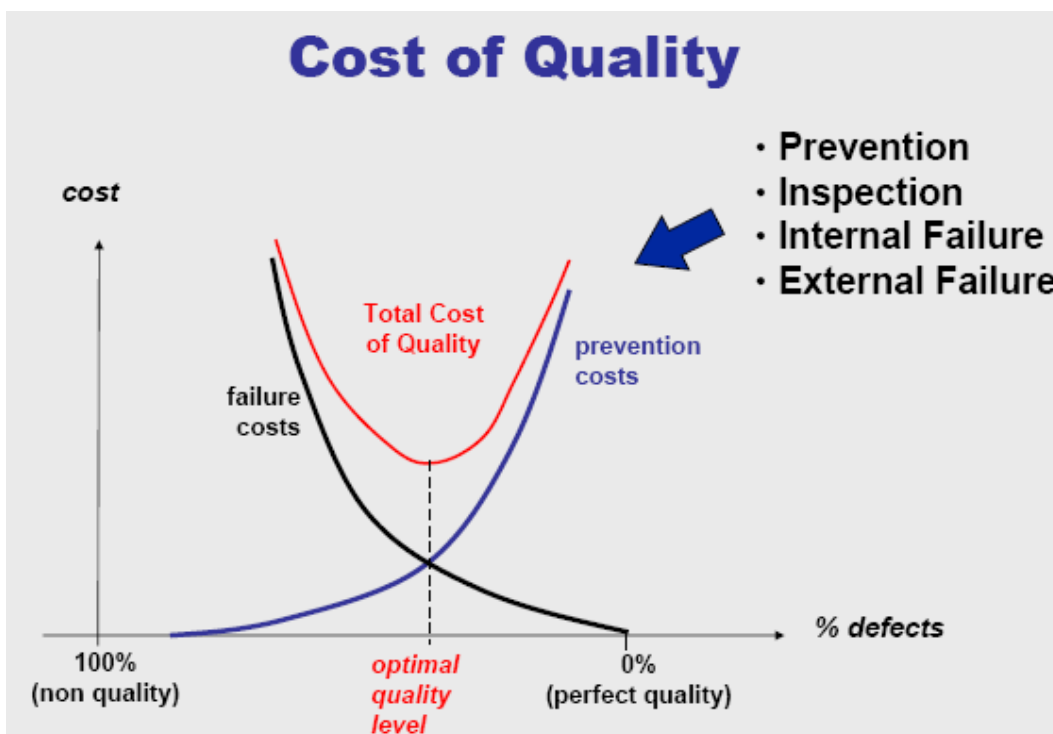 Cost of Quality
· Prevention
· Inspection
· Internal Failure
· External Failure
cost
Total Cost
of Quality
prevention
costs
failure
costs
% defects
100%
(non quality)
optimal
quality
level
0%
(perfect quality)